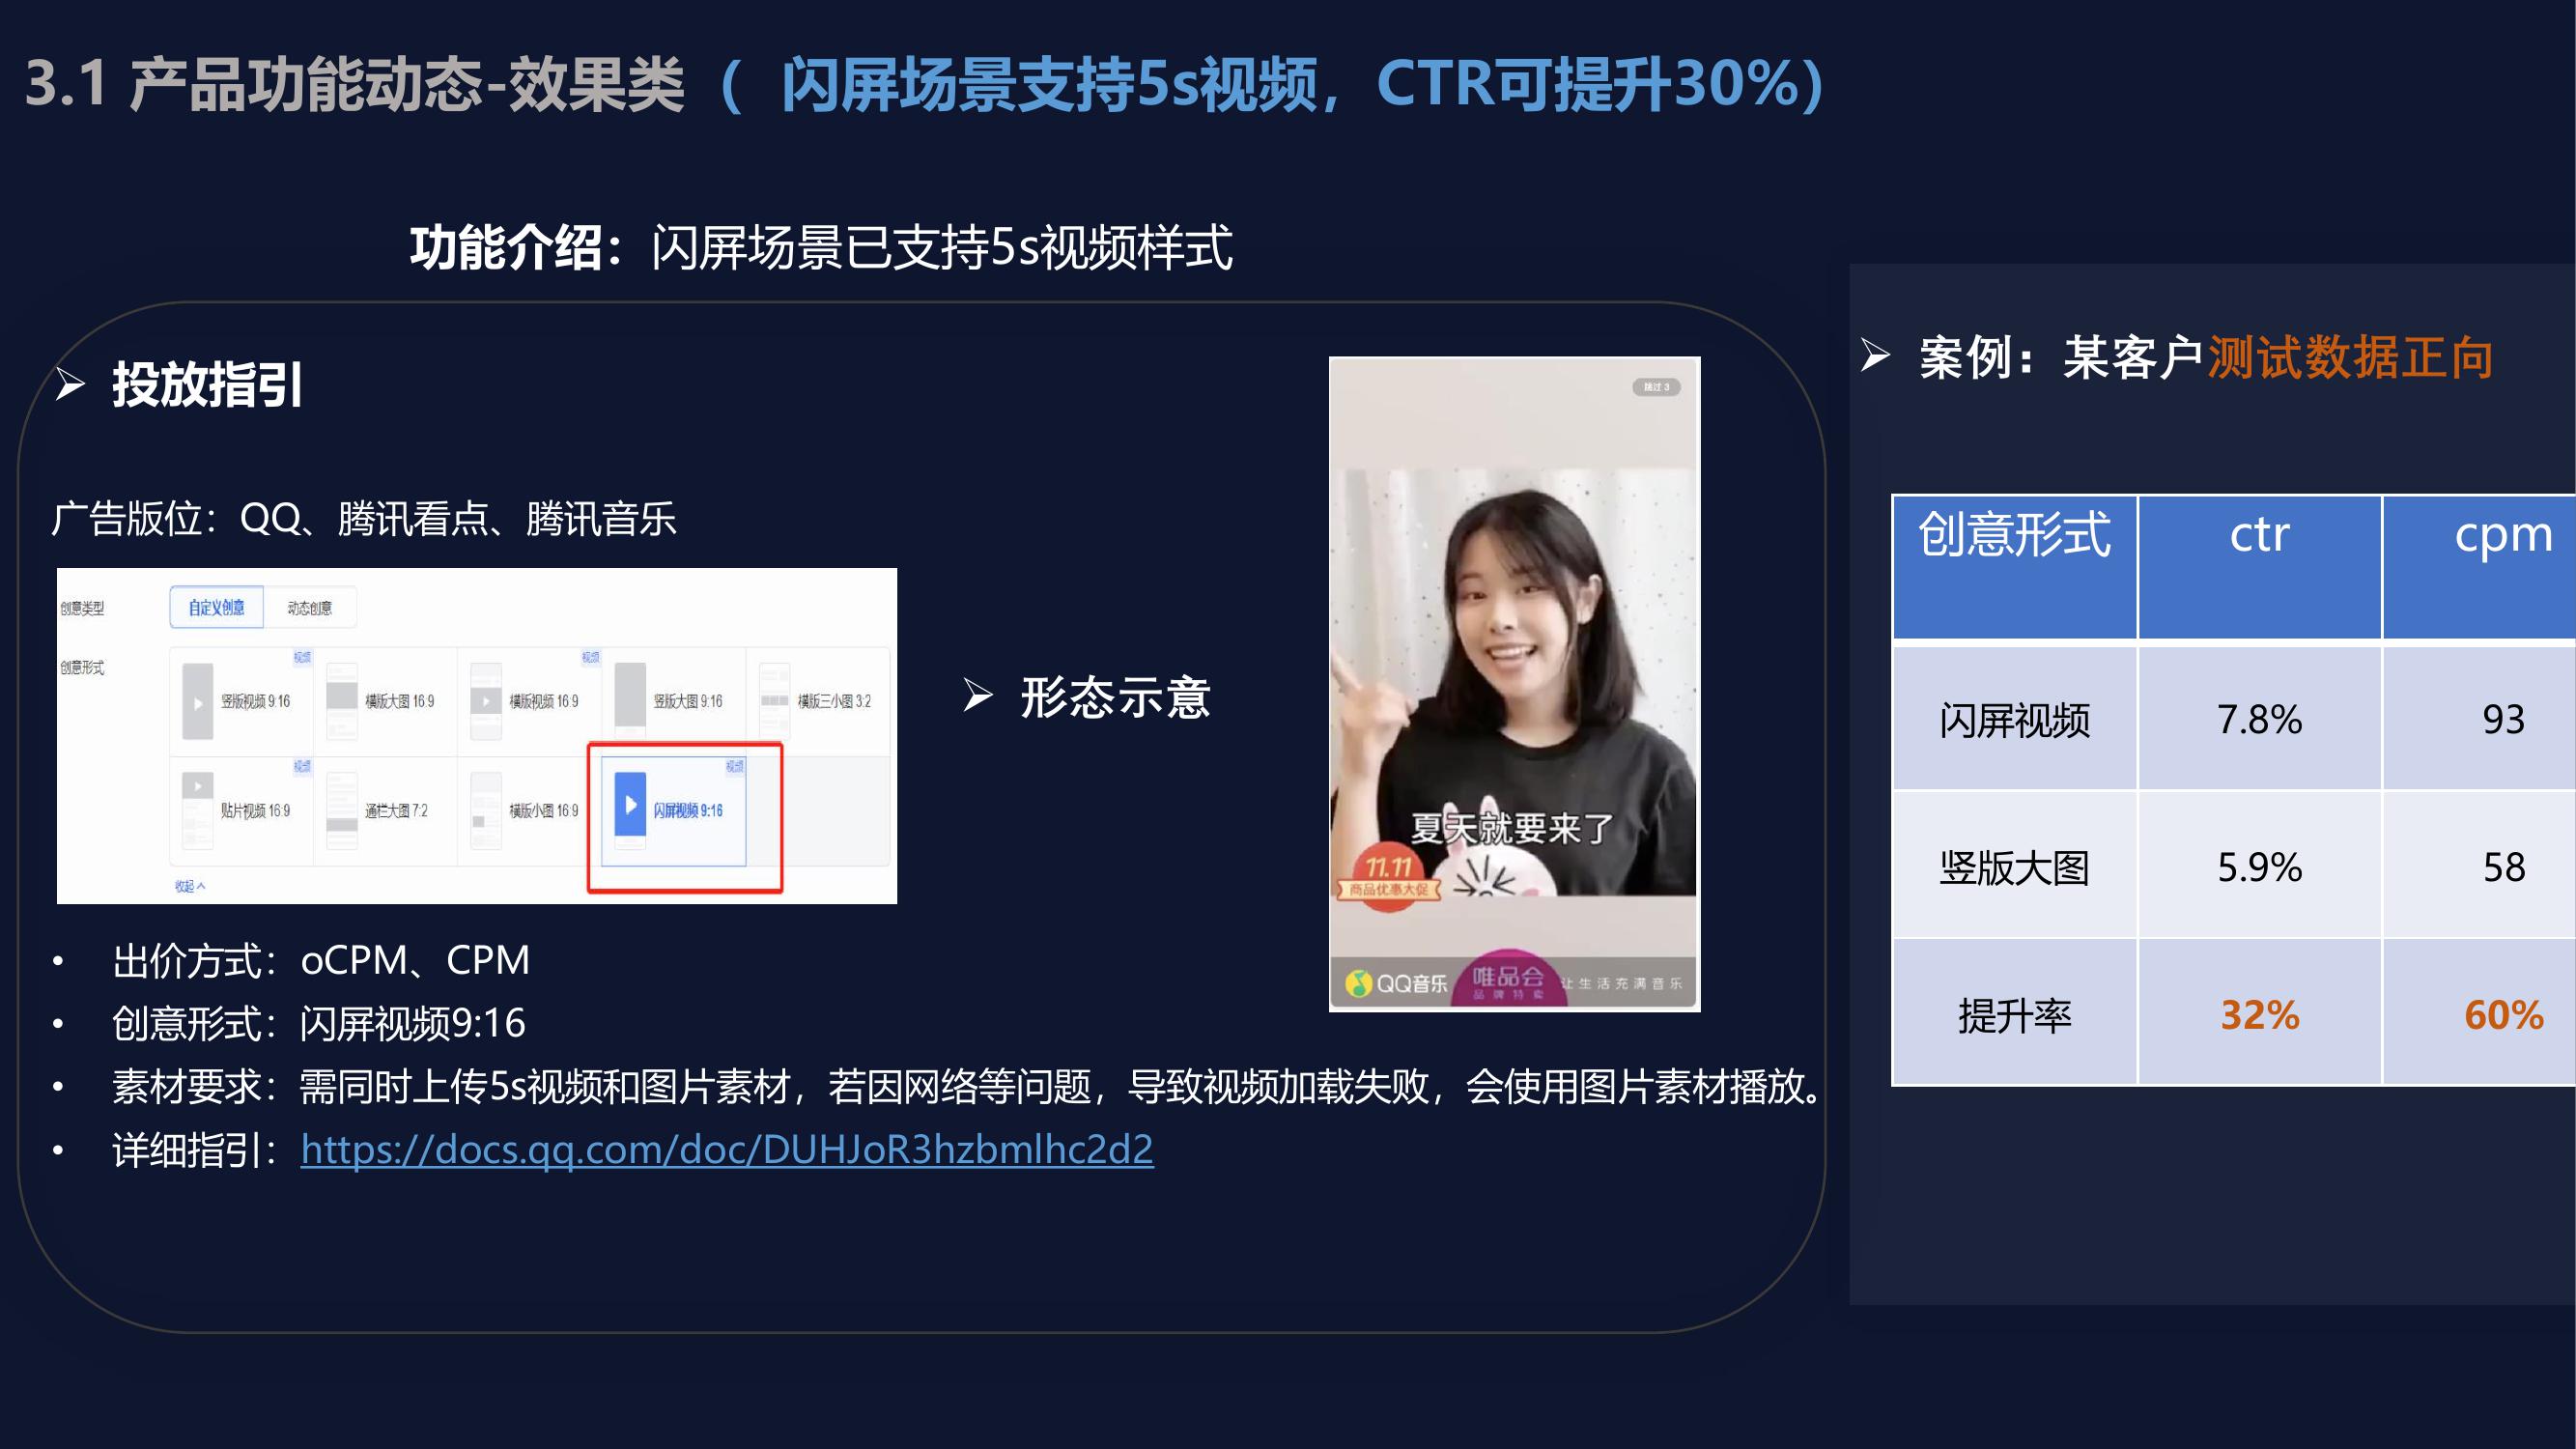 3.1 产品功能动态-效果类（ 闪屏场景支持5s视频，CTR可提升30%）
功能介绍：闪屏场景已支持5s视频样式
➢ 投放指引
广告版位：QQ、腾讯看点、腾讯音乐
创意类型 自定义创意 动态创意
创意形式
视频 视频
竖版视频 9:16 横版大图 16:9 横版视频 16:9 竖版大图 9:16 横版三小图 3:2
视频 视频
贴片视频 16:9 通栏大图 7:2 横版小图 16:9 闪屏视频 9:16
收起
• 出价方式：oCPM、CPM
• 创意形式：闪屏视频9:16
• 素材要求：需同时上传5s视频和图片素材，若因网络等问题，导致视频加载失败，会使用图片素材播放。
• 详细指引：https://docs.qq.com/doc/DUHJoR3hzbmlhc2d2
➢ 形态示意
跳过 3
夏天就要来了
11.11
商品优惠大促
QQ音乐 唯品会 让生活充满音乐
品牌特卖
➢ 案例：某客户测试数据正向
创意形式 ctr cpm
闪屏视频 7.8% 93
竖版大图 5.9% 58
提升率 32% 60%